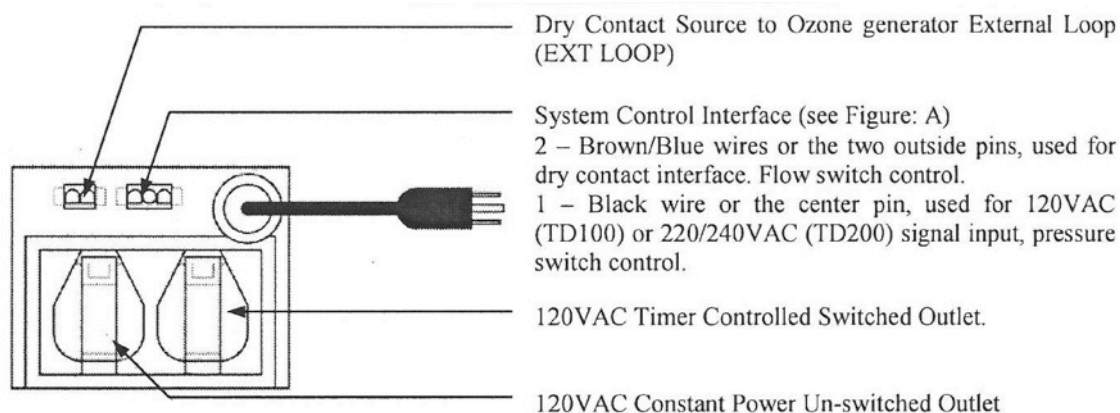 Dry Contact Source to Ozone generator External Loop
(EXT LOOP)
System Control Interface (see Figure: A)
2 – Brown/Blue wires or the two outside pins, used for
dry contact interface. Flow switch control.
1 – Black wire or the center pin, used for 120VAC
(TD100) or 220/240VAC (TD200) signal input, pressure
switch control.
120VAC Timer Controlled Switched Outlet.
120VAC Constant Power Un-switched Outlet